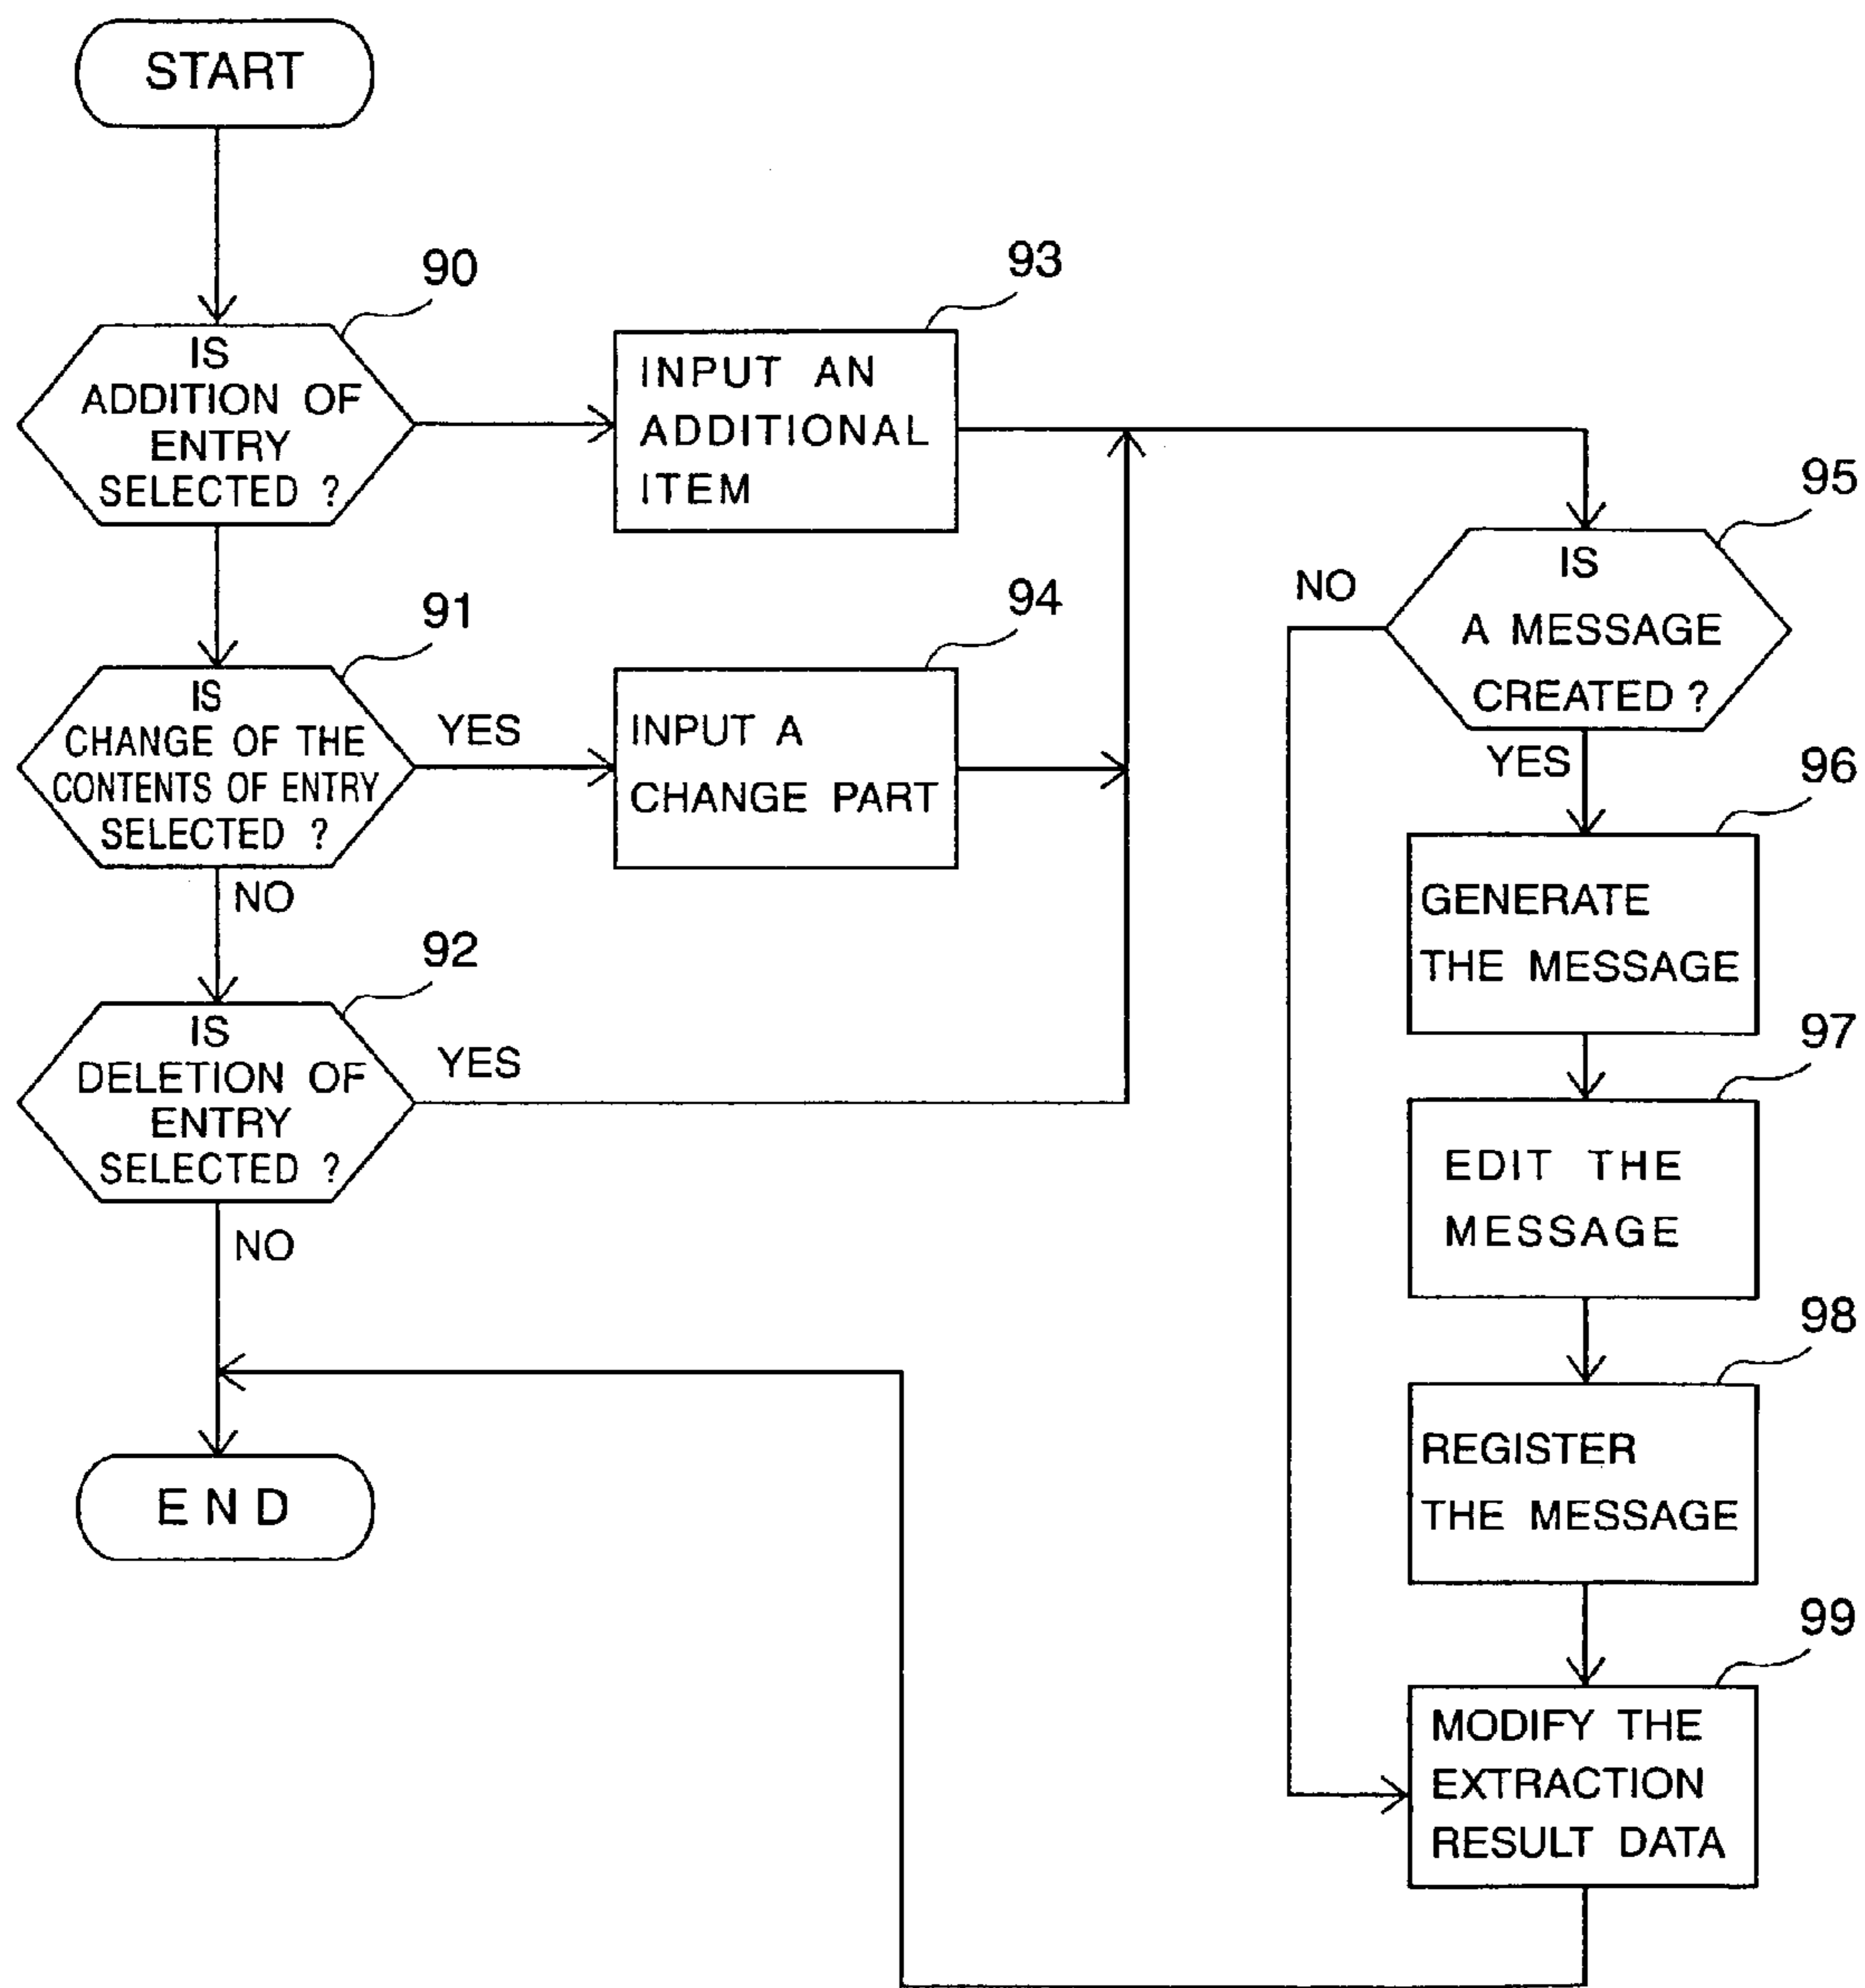 START
90
IS
ADDITION OF
ENTRY
SELECTED ?
93
INPUT AN
ADDITIONAL
ITEM
91
IS
CHANGE OF THE
CONTENTS OF ENTRY
SELECTED ?
YES
NO
94
INPUT A
CHANGE PART
92
IS
DELETION OF
ENTRY
SELECTED ?
YES
NO
END
95
IS
A MESSAGE
CREATED ?
NO
YES
96
GENERATE
THE MESSAGE
97
EDIT THE
MESSAGE
98
REGISTER
THE MESSAGE
99
MODIFY THE
EXTRACTION
RESULT DATA